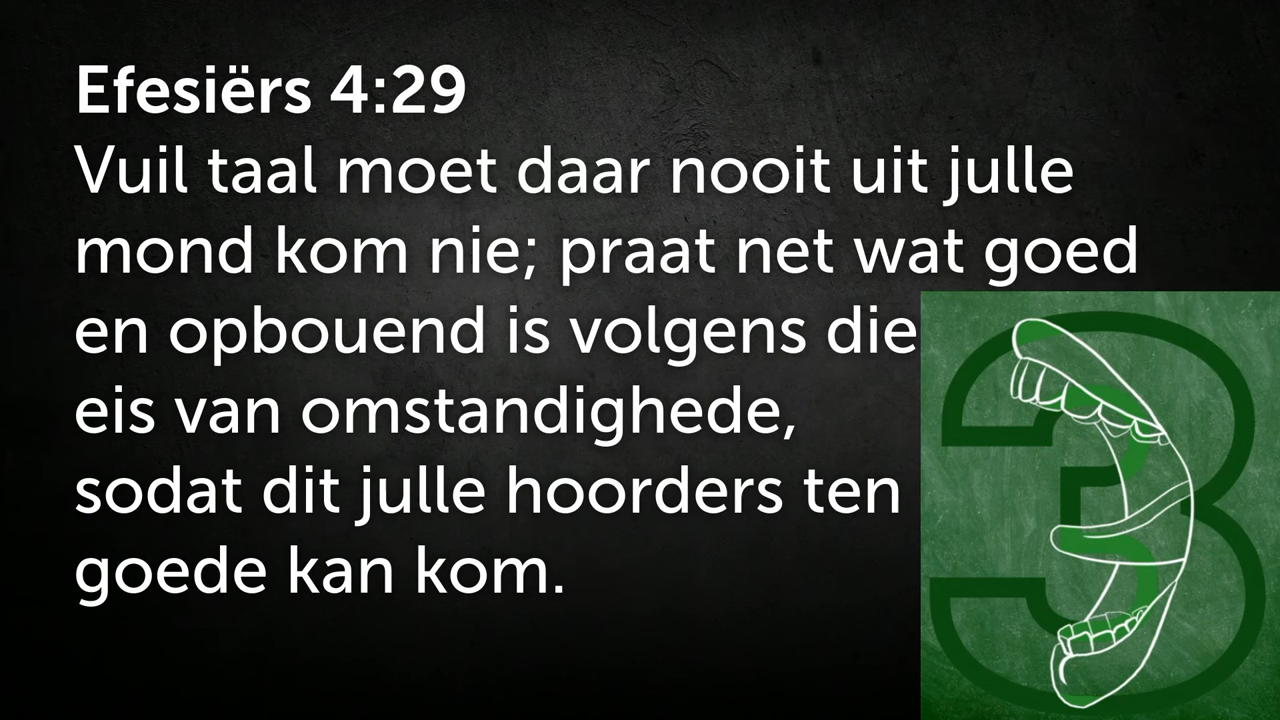 Efesiërs 4:29
Vuil taal moet daar nooit uit julle
mond kom nie; praat net wat goed
en opbouend is volgens die
eis van omstandighede,
sodat dit julle hoorders ten
goede kan kom.
3